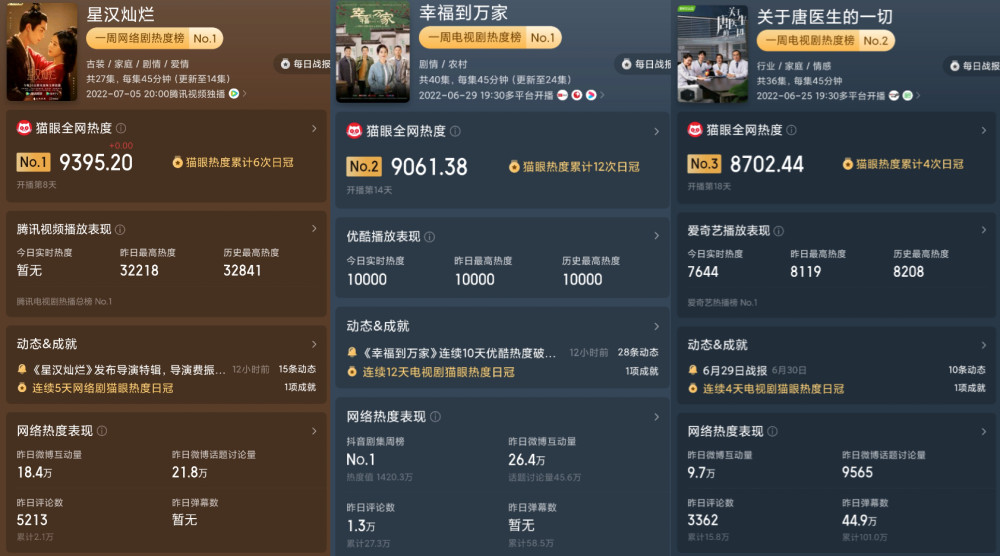 星汉灿烂
一周网络剧热度榜 No.1
古装 / 家庭 / 剧情 / 爱情
每日战报
共27集，每集45分钟 (更新至14集)
2022-07-05 20:00腾讯视频独播
猫眼全网热度
+0.00
No.1 9395.20 猫眼热度累计6次日冠
开播第8天
腾讯视频播放表现
今日实时热度 昨日最高热度 历史最高热度
暂无 32218 32841
腾讯电视剧热播总榜 No.1
动态&成就
《星汉灿烂》发布导演特辑，导演费振... 12小时前 15条动态
连续5天网络剧猫眼热度日冠 1项成就
网络热度表现
昨日微博互动量 昨日微博话题讨论量
18.4万 21.8万
昨日评论数 昨日弹幕数
5213 暂无
累计2.1万
幸福到万家
一周电视剧热度榜 No.1
剧情 / 农村
每日战报
共40集，每集45分钟 (更新至24集)
2022-06-29 19:30多平台开播
猫眼全网热度
No.2 9061.38 猫眼热度累计12次日冠
开播第14天
优酷播放表现
今日实时热度 昨日最高热度 历史最高热度
10000 10000 10000
动态&成就
《幸福到万家》连续10天优酷热度破... 12小时前 28条动态
连续12天电视剧猫眼热度日冠 1项成就
网络热度表现
抖音剧集周榜 昨日微博互动量
No.1 26.4万
热度值 1420.3万 话题讨论量45.6万
昨日评论数 昨日弹幕数
1.3万 暂无
累计27.3万 累计58.5万
关于唐医生的一切
一周电视剧热度榜 No.2
行业 / 家庭 / 情感
每日战报
共36集，每集45分钟
2022-06-25 19:30多平台开播
猫眼全网热度
No.3 8702.44 猫眼热度累计4次日冠
开播第18天
爱奇艺播放表现
今日实时热度 昨日最高热度 历史最高热度
7644 8119 8208
爱奇艺热播榜 No.1
动态&成就
6月29日战报 6月30日 10条动态
连续4天电视剧猫眼热度日冠 1项成就
网络热度表现
昨日微博互动量 昨日微博话题讨论量
9.7万 9565
昨日评论数 昨日弹幕数
3362 44.9万
累计15.8万 累计101.0万